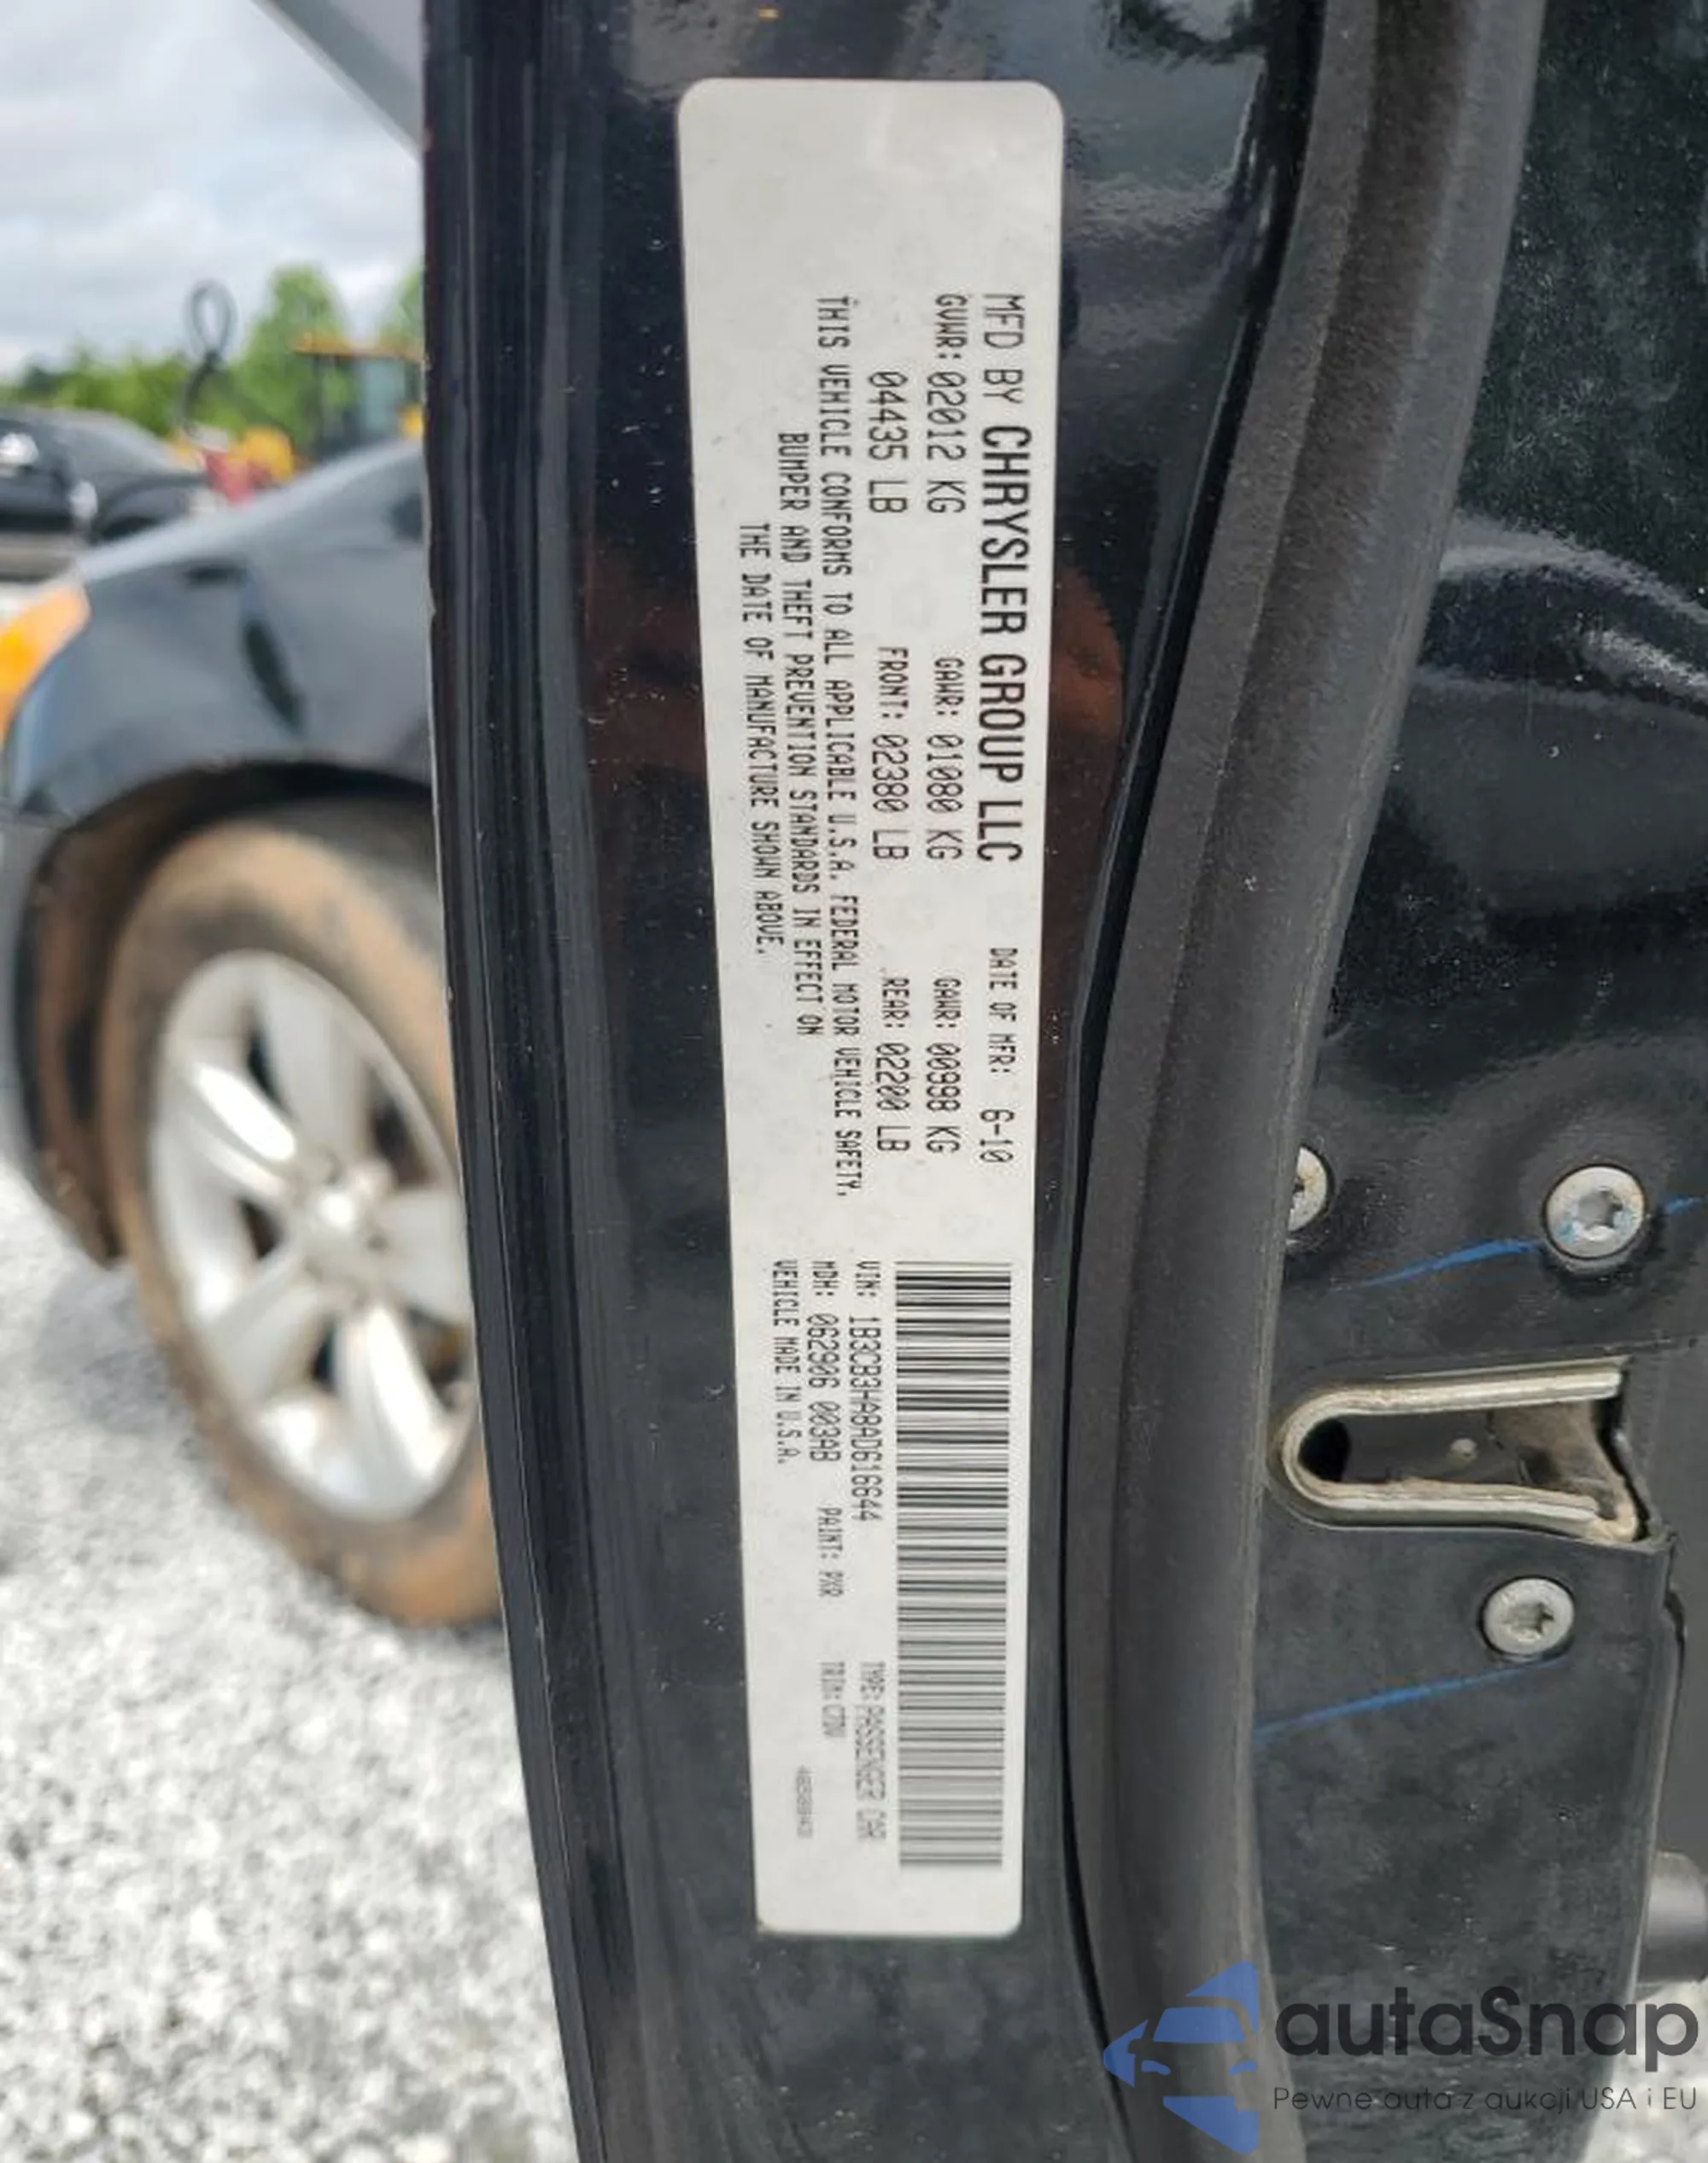 MFD BY CHRYSLER GROUP LLC DATE OF MFR: 6-10
GVWR: 02012 KG GAWR: 01080 KG GAWR: 00998 KG
04435 LB FRONT: 02380 LB REAR: 02200 LB
THIS VEHICLE CONFORMS TO ALL APPLICABLE U.S.A. FEDERAL MOTOR VEHICLE SAFETY,
BUMPER AND THEFT PREVENTION STANDARDS IN EFFECT ON
THE DATE OF MANUFACTURE SHOWN ABOVE.
VIN: 1B3CB3HA8AD616644 TYPE: PASSENGER CAR
MDH: 062906 003AB PAINT: PXR TRIM: C7DV
VEHICLE MADE IN U.S.A.
autaSnap
Pewne auta z aukcji USA i EU